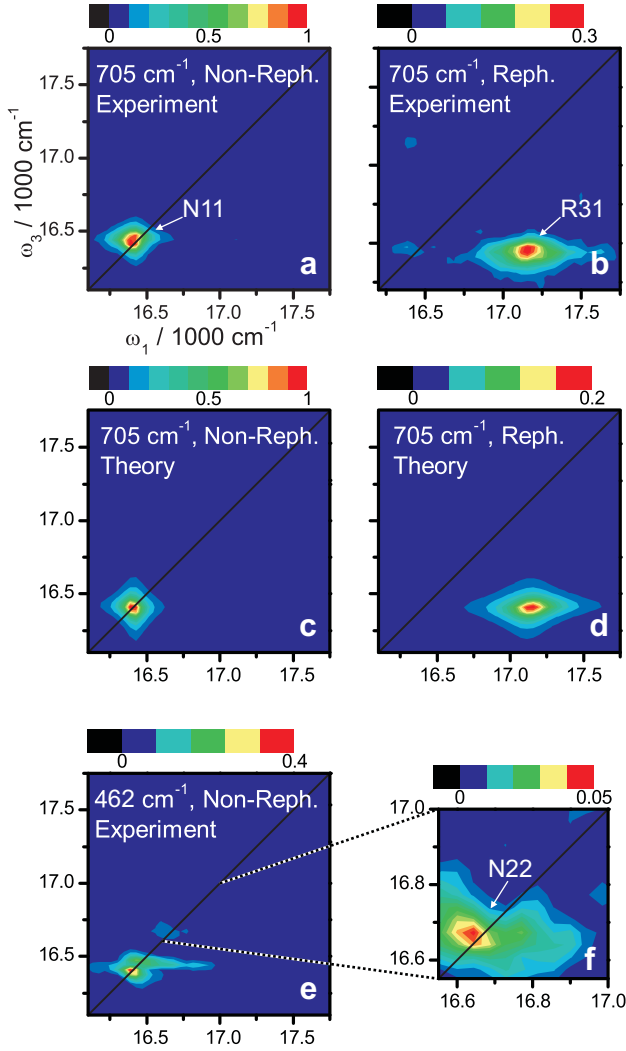 0 0.5 1
0 0.3
705 cm⁻¹, Non-Reph.
Experiment
N11
a
17.5
17.0
16.5
ω₃ / 1000 cm⁻¹
16.5 17.0 17.5
ω₁ / 1000 cm⁻¹
705 cm⁻¹, Reph.
Experiment
R31
b
16.5 17.0 17.5
0 0.5 1
0 0.2
705 cm⁻¹, Non-Reph.
Theory
c
17.5
17.0
16.5
16.5 17.0 17.5
705 cm⁻¹, Reph.
Theory
d
16.5 17.0 17.5
0 0.4
462 cm⁻¹, Non-Reph.
Experiment
e
17.5
17.0
16.5
16.5 17.0 17.5
0 0.05
17.0
16.8
16.6
N22
f
16.6 16.8 17.0